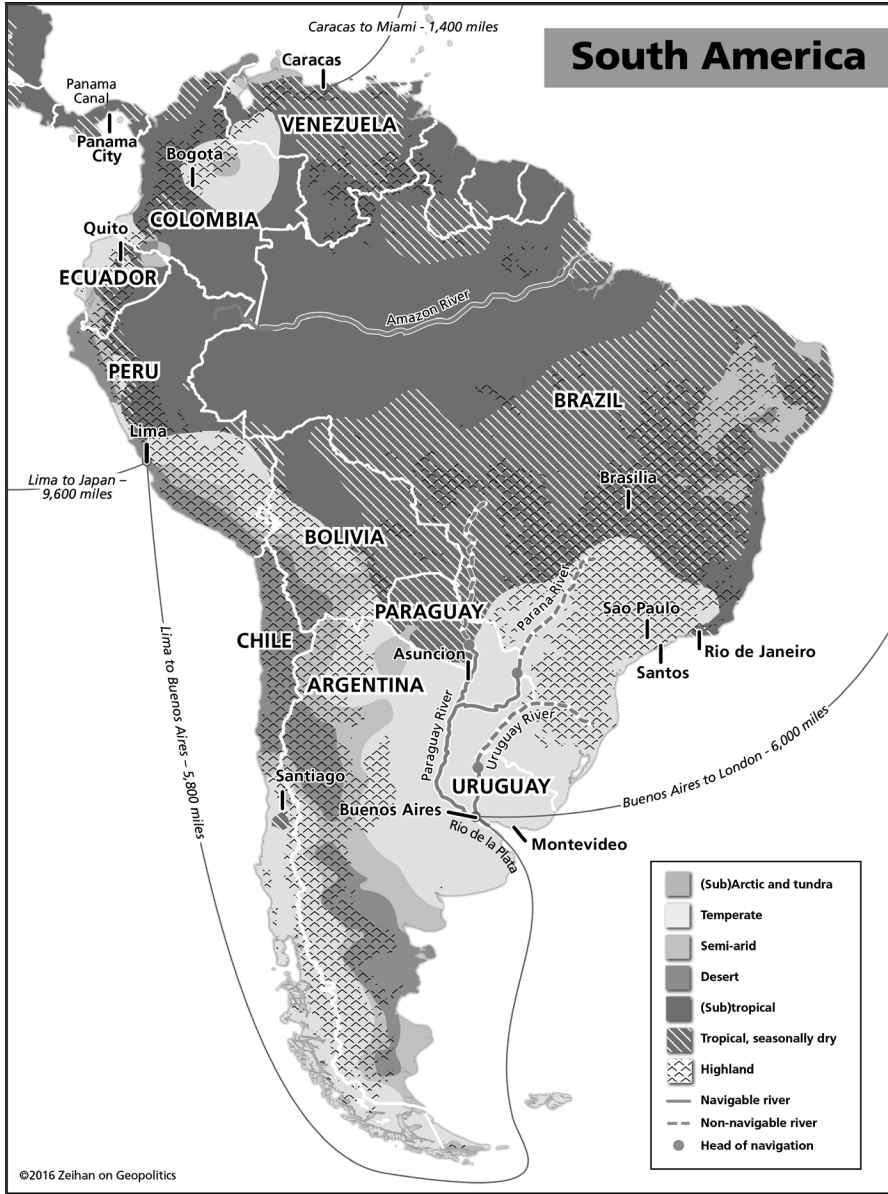 Caracas to Miami - 1,400 miles
South America
Caracas
Panama
Canal
VENEZUELA
Panama
City
Bogota
COLOMBIA
Quito
ECUADOR
Amazon River
PERU
BRAZIL
Lima
Brasilia
Lima to Japan –
9,600 miles
BOLIVIA
Parana River
PARAGUAY
São Paulo
CHILE
Asuncion
Rio de Janeiro
Santos
ARGENTINA
Lima to Buenos Aires – 5,800 miles
Paraguay River
Uruguay River
Buenos Aires to London - 6,000 miles
Santiago
URUGUAY
Buenos Aires
Rio de la Plata
Montevideo
(Sub)Arctic and tundra
Temperate
Semi-arid
Desert
(Sub)tropical
Tropical, seasonally dry
Highland
Navigable river
Non-navigable river
Head of navigation
©2016 Zeihan on Geopolitics